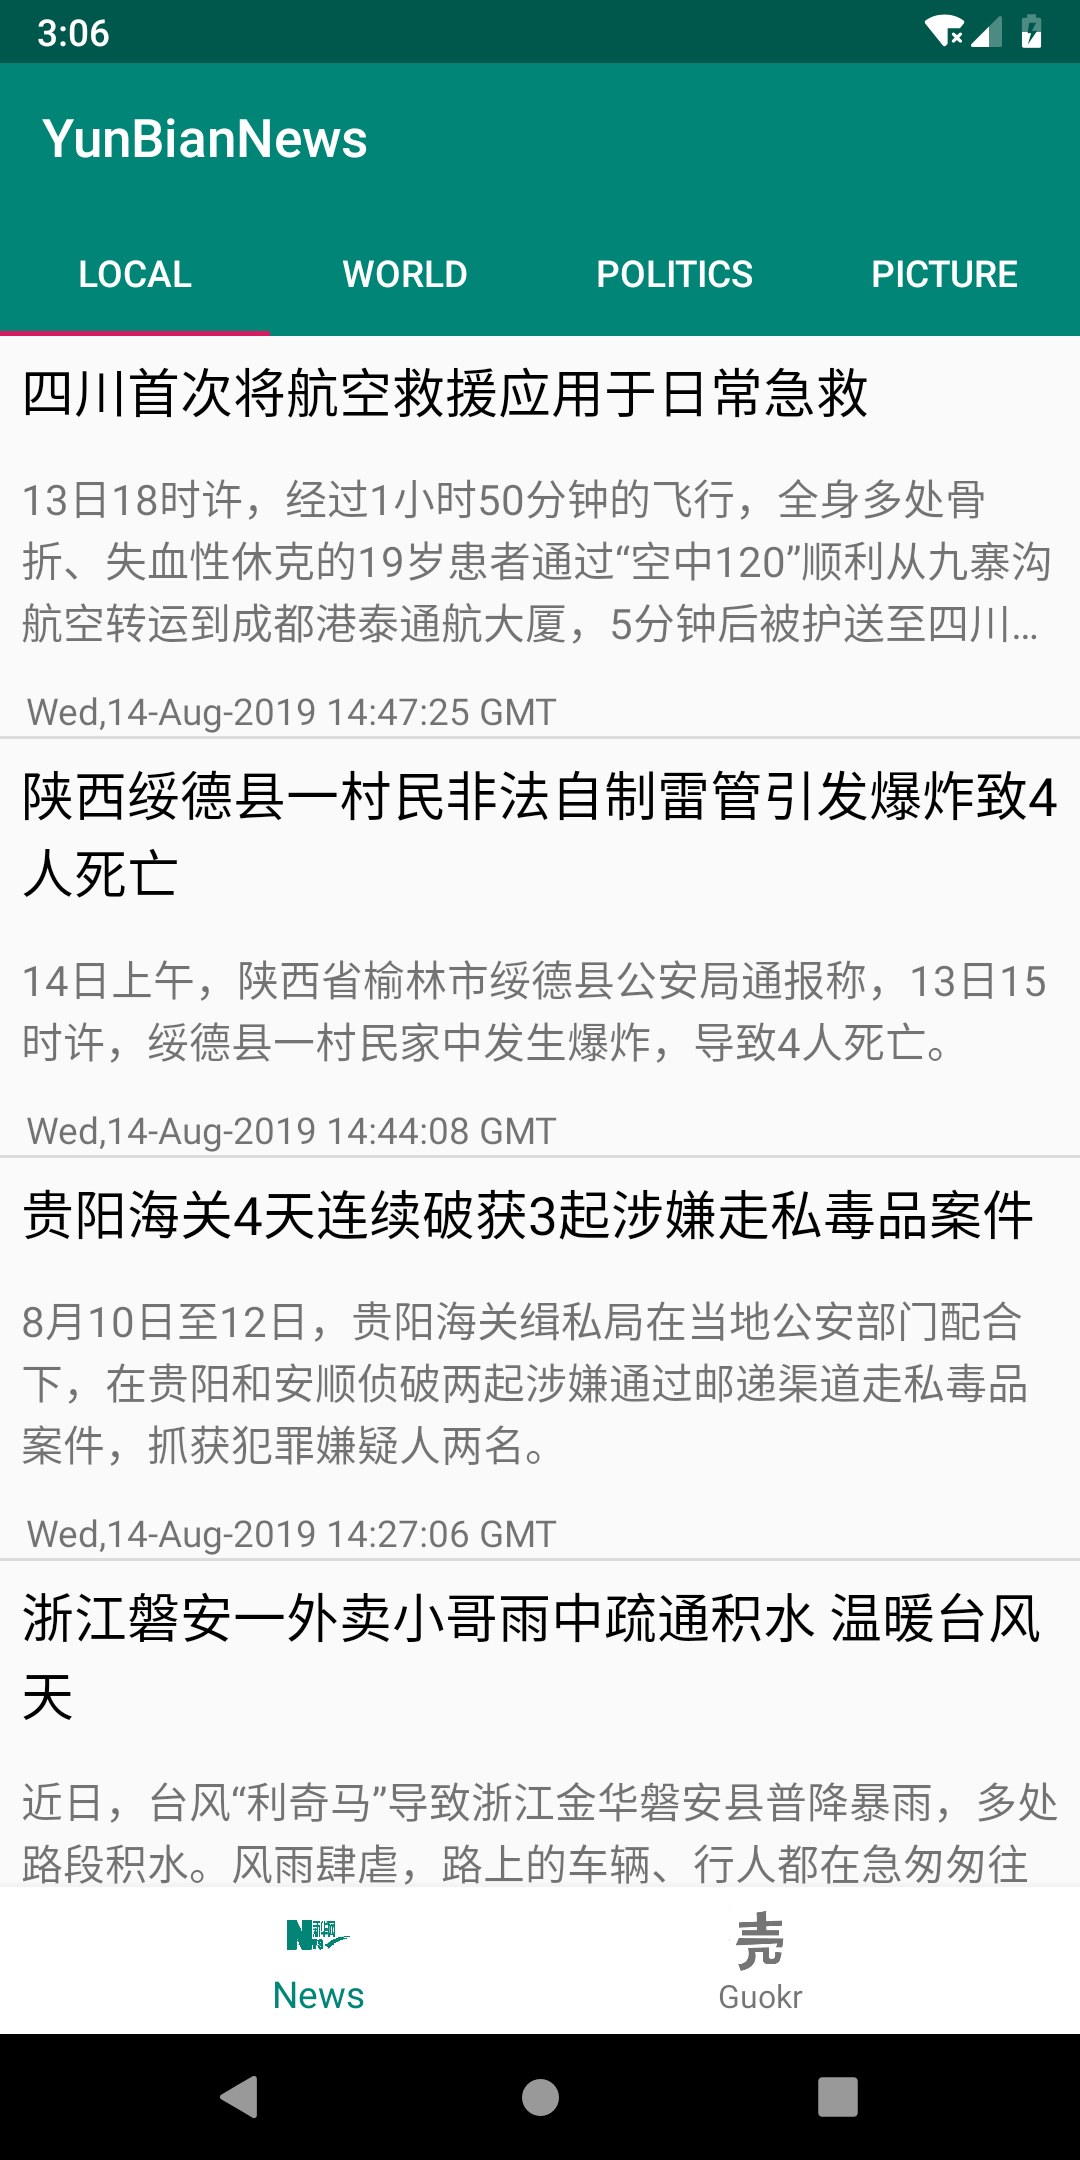 3:06
YunBianNews
LOCAL WORLD POLITICS PICTURE
四川首次将航空救援应用于日常急救
13日18时许，经过1小时50分钟的飞行，全身多处骨
折、失血性休克的19岁患者通过“空中120”顺利从九寨沟
航空转运到成都港泰通航大厦，5分钟后被护送至四川...
Wed,14-Aug-2019 14:47:25 GMT
陕西绥德县一村民非法自制雷管引发爆炸致4
人死亡
14日上午，陕西省榆林市绥德县公安局通报称，13日15
时许，绥德县一村民家中发生爆炸，导致4人死亡。
Wed,14-Aug-2019 14:44:08 GMT
贵阳海关4天连续破获3起涉嫌走私毒品案件
8月10日至12日，贵阳海关缉私局在当地公安部门配合
下，在贵阳和安顺侦破两起涉嫌通过邮递渠道走私毒品
案件，抓获犯罪嫌疑人两名。
Wed,14-Aug-2019 14:27:06 GMT
浙江磐安一外卖小哥雨中疏通积水 温暖台风
天
近日，台风“利奇马”导致浙江金华磐安县普降暴雨，多处
路段积水。风雨肆虐，路上的车辆、行人都在急匆匆往
壳
News Guokr